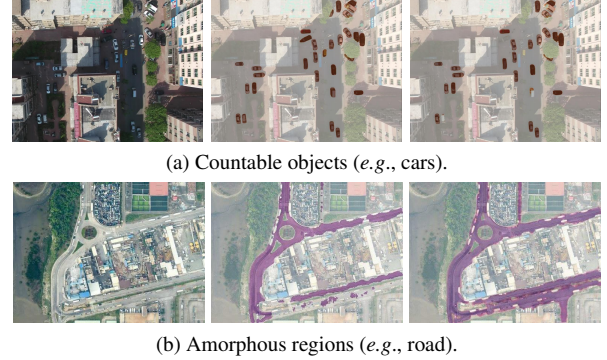 (a) Countable objects (e.g., cars).
(b) Amorphous regions (e.g., road).